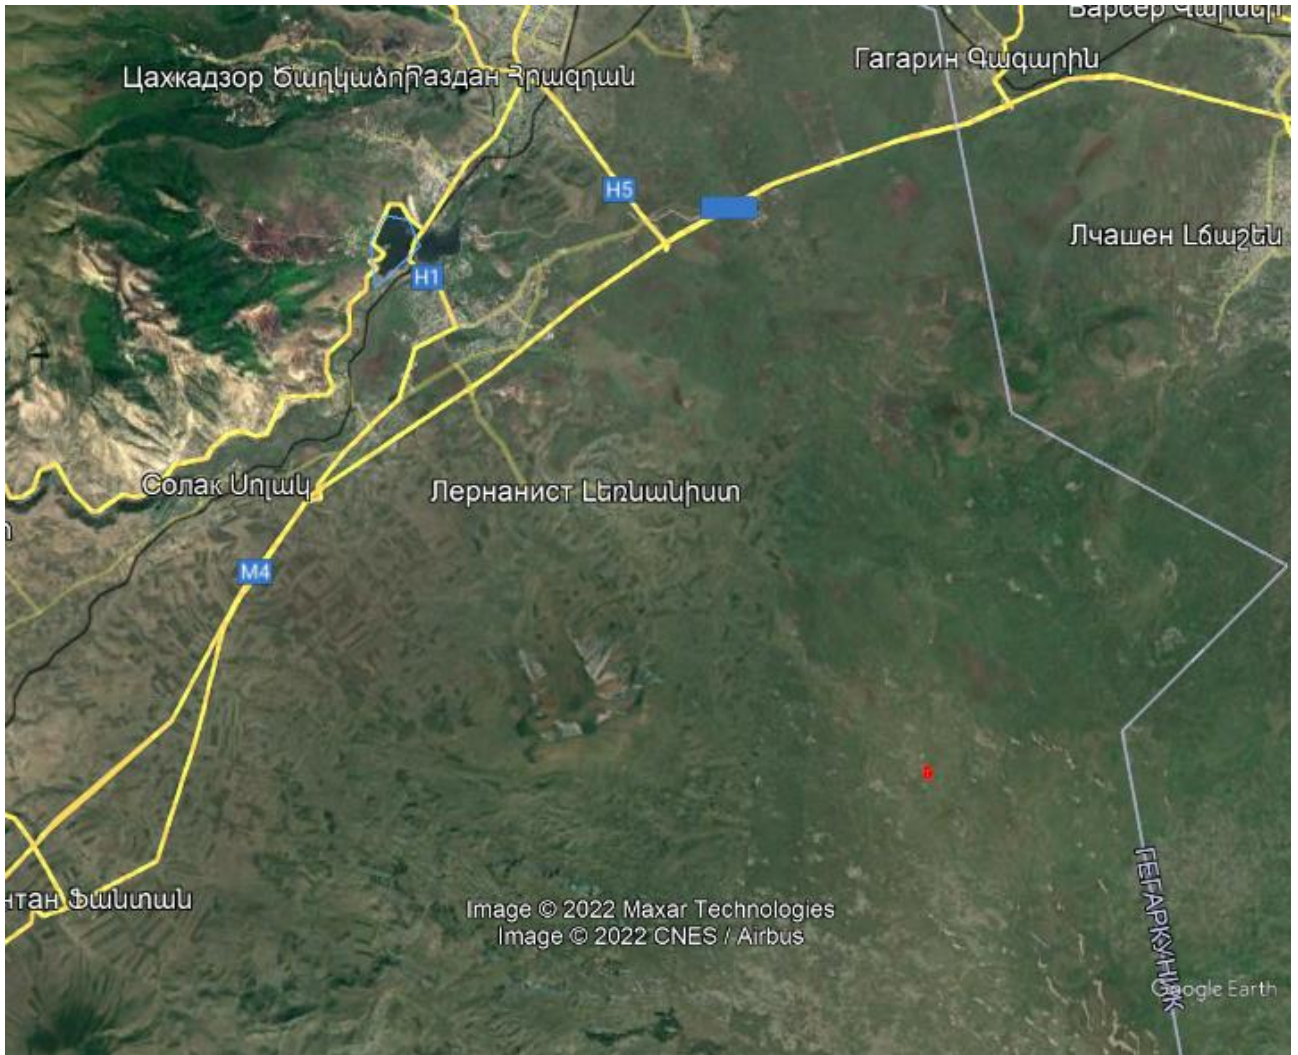 Варсер Վարսեր
Гагарин Գագարին
Цахкадзор Ծաղկաձոր
Раздан Հրազդան
H5
Лчашен Լճաշեն
H1
Солак Սոլակ
Лернанист Լեռնանիստ
M4
нтан Ֆանտան
Image © 2022 Maxar Technologies
Image © 2022 CNES / Airbus
ГЕГАРКУНИК
Google Earth